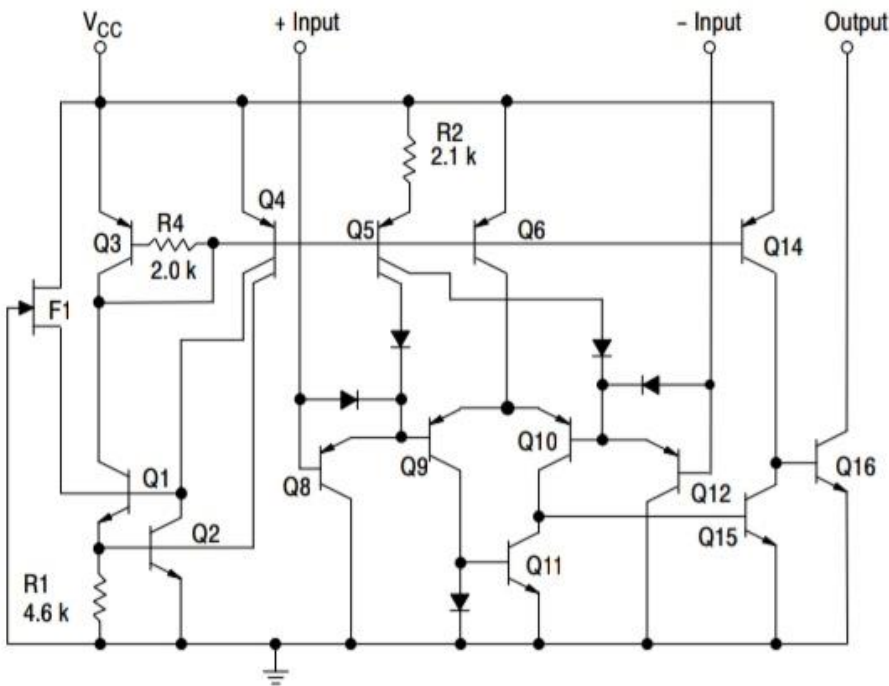 VCC
+ Input
– Input
Output
R2
2.1 k
Q4
R4
Q3
Q5
Q6
Q14
2.0 k
F1
Q1
Q8
Q9
Q10
Q12
Q16
Q2
Q15
Q11
R1
4.6 k